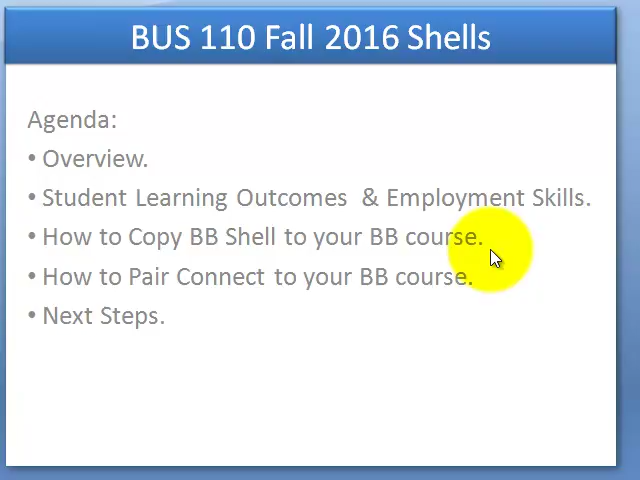 BUS 110 Fall 2016 Shells
Agenda:
• Overview.
• Student Learning Outcomes & Employment Skills.
• How to Copy BB Shell to your BB course.
• How to Pair Connect to your BB course.
• Next Steps.